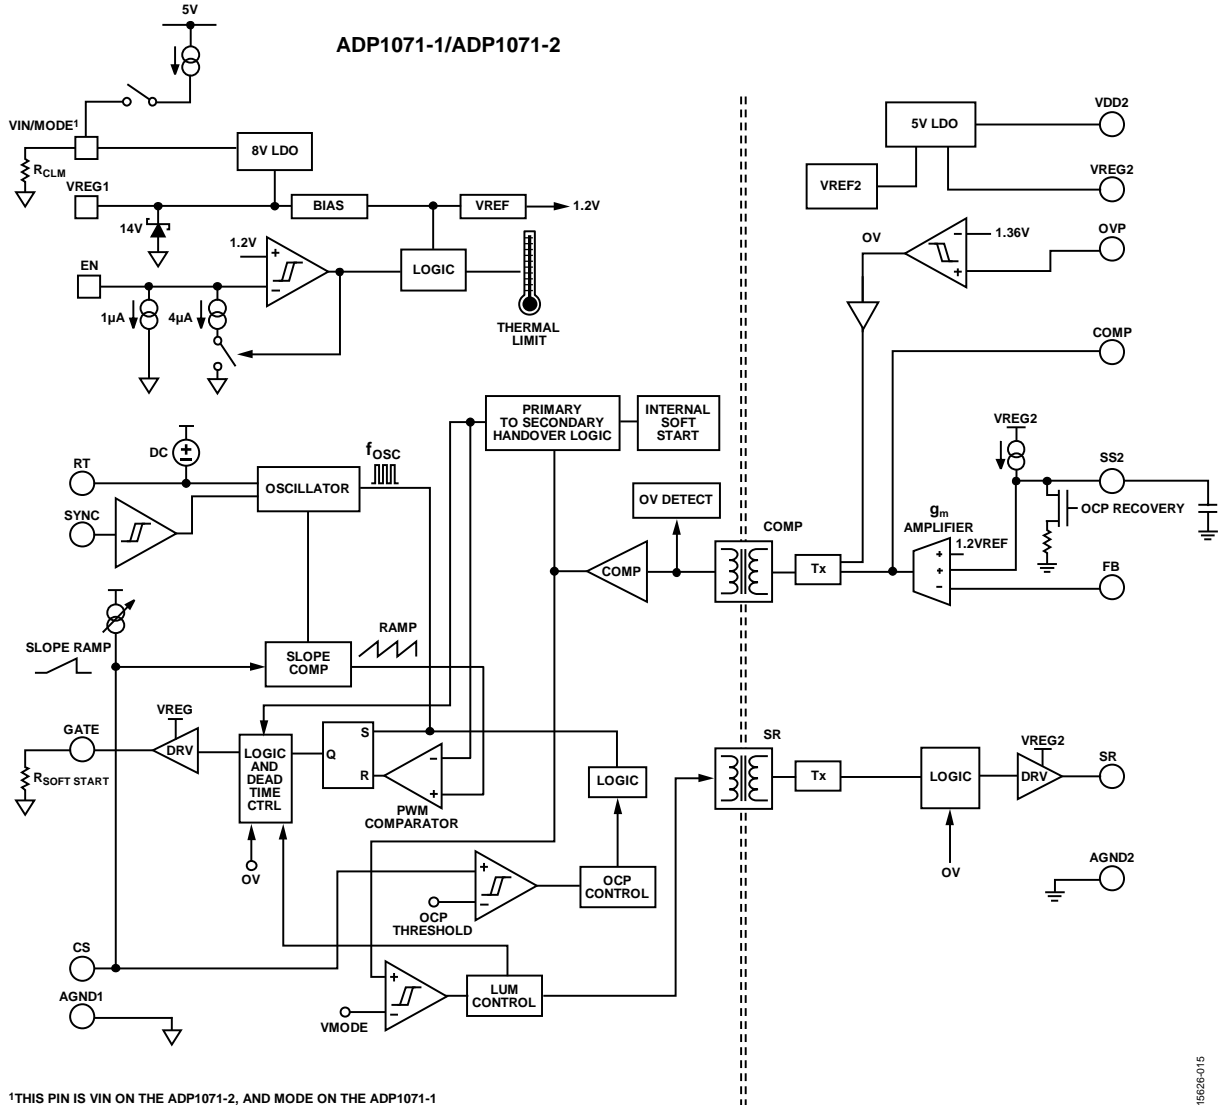 5V
ADP1071-1/ADP1071-2
VIN/MODE1
RCLM
8V LDO
VREG1
BIAS
VREF
1.2V
14V
1.2V
+
−
EN
LOGIC
1µA
4µA
THERMAL
LIMIT
5V LDO
VDD2
VREF2
VREG2
OV
−
1.36V
+
OVP
COMP
PRIMARY
TO SECONDARY
HANDOVER LOGIC
INTERNAL
SOFT
START
VREG2
DC
fOSC
RT
OSCILLATOR
SYNC
OV DETECT
COMP
COMP
Tx
gm
AMPLIFIER
+
1.2VREF
+
−
SS2
OCP RECOVERY
FB
SLOPE RAMP
SLOPE
COMP
RAMP
GATE
VREG
DRV
RSOFT START
LOGIC
AND
DEAD
TIME
CTRL
S
Q
R
−
+
PWM
COMPARATOR
LOGIC
SR
Tx
LOGIC
VREG2
DRV
SR
OV
OV
AGND2
+
−
OCP
THRESHOLD
OCP
CONTROL
CS
AGND1
+
−
VMODE
LUM
CONTROL
1THIS PIN IS VIN ON THE ADP1071-2, AND MODE ON THE ADP1071-1
15626-015